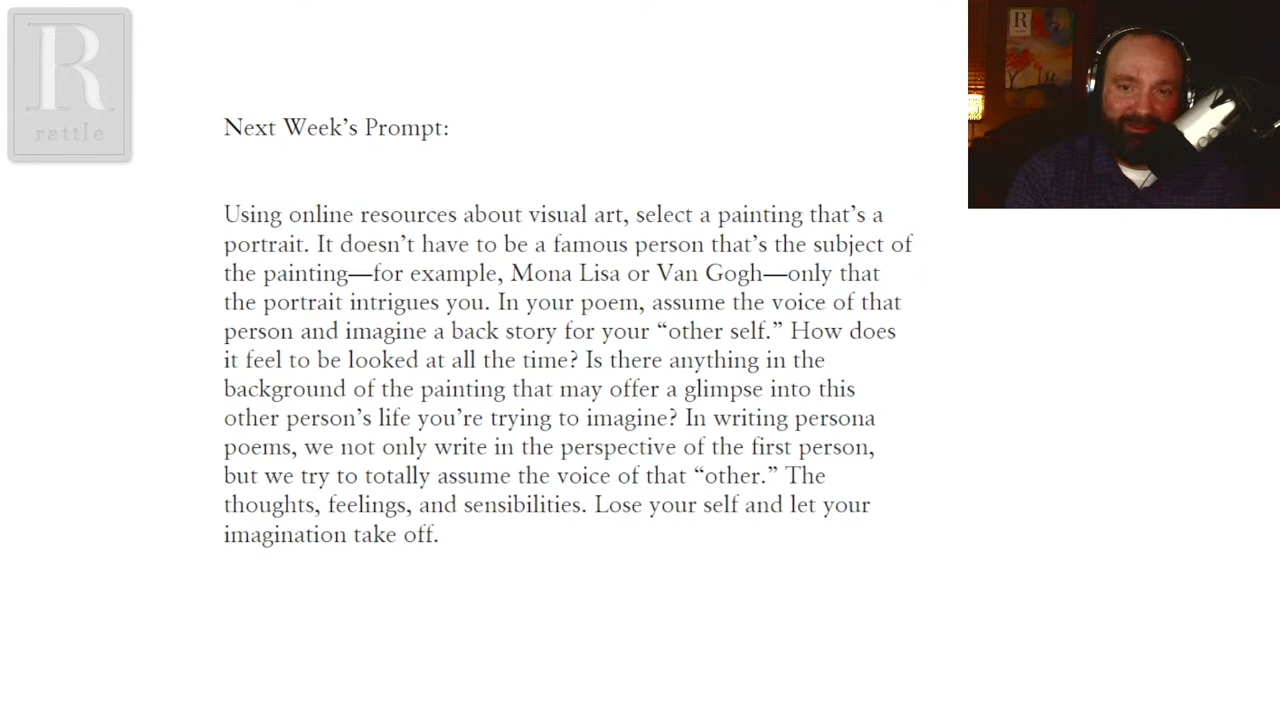 R
rattle
R
Next Week's Prompt:
Using online resources about visual art, select a painting that's a
portrait. It doesn't have to be a famous person that's the subject of
the painting—for example, Mona Lisa or Van Gogh—only that
the portrait intrigues you. In your poem, assume the voice of that
person and imagine a back story for your “other self.” How does
it feel to be looked at all the time? Is there anything in the
background of the painting that may offer a glimpse into this
other person's life you're trying to imagine? In writing persona
poems, we not only write in the perspective of the first person,
but we try to totally assume the voice of that “other.” The
thoughts, feelings, and sensibilities. Lose your self and let your
imagination take off.